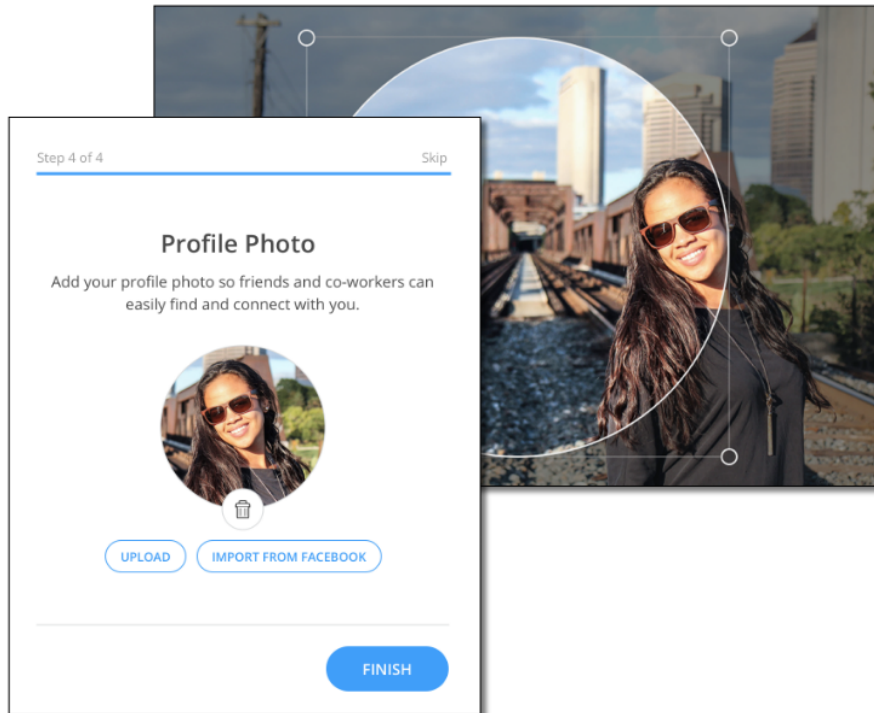 Step 4 of 4 Skip
Profile Photo
Add your profile photo so friends and co-workers can
easily find and connect with you.
UPLOAD IMPORT FROM FACEBOOK
FINISH